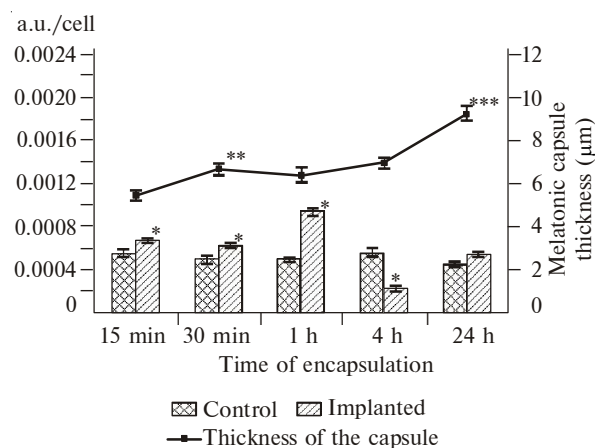 a.u./cell
0.0024
0.0020
0.0016
0.0012
0.0008
0.0004
0
12
10
8
6
4
2
0
Melatonic capsule
thickness (μm)
**
***
*
*
*
*
15 min 30 min 1 h 4 h 24 h
Time of encapsulation
Control Implanted
Thickness of the capsule